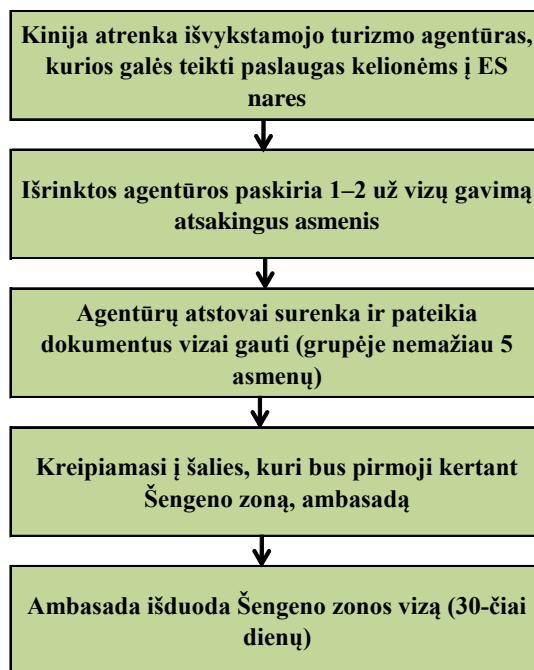 Kinija atrenka išvykstamojo turizmo agentūras,
kurios galės teikti paslaugas kelionėms į ES
nares
Išrinktos agentūros paskiria 1–2 už vizų gavimą
atsakingus asmenis
Agentūrų atstovai surenka ir pateikia
dokumentus vizai gauti (grupėje nemažiau 5
asmenų)
Kreipiamasi į šalies, kuri bus pirmoji kertant
Šengeno zoną, ambasadą
Ambasada išduoda Šengeno zonos vizą (30-čiai
dienų)